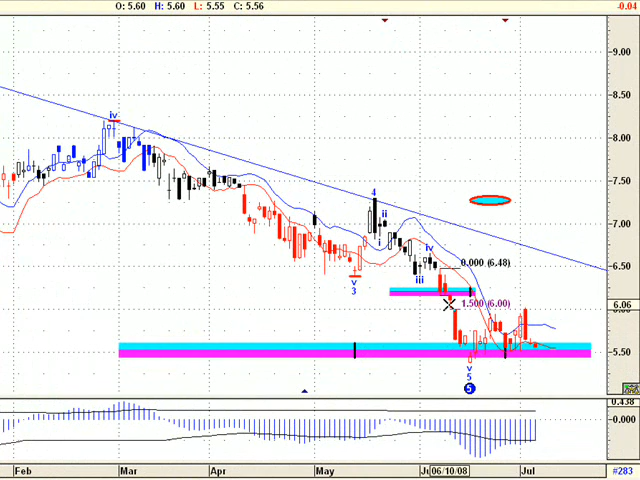 O: 5.60 H: 5.60 L: 5.55 C: 5.56 -0.04
9.00
8.50
iv
8.00
7.50
4
ii
7.00
i
iv
0.000 (6.48)
6.50
iii
v
3
1.500 (6.00)
6.06
5.50
v
5
5
0.438
0.000
Feb Mar Apr May 06/10/08 Jul #283